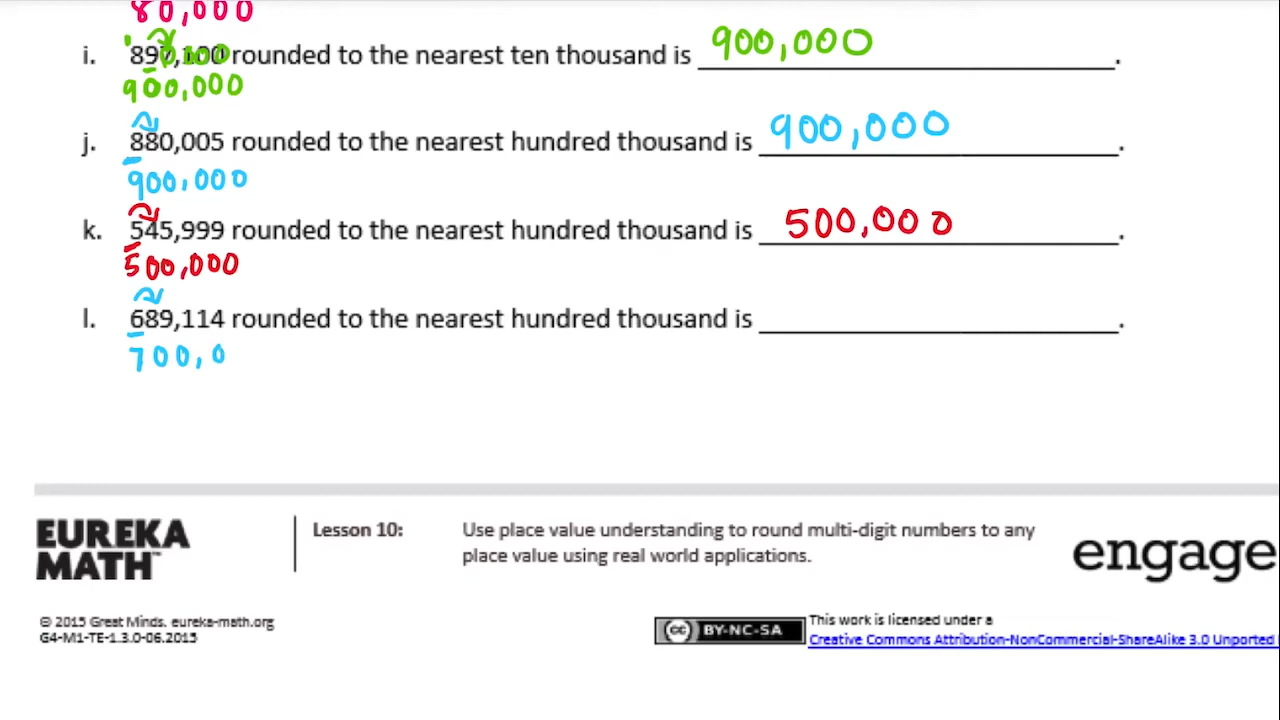 80,000
i. 897,100 rounded to the nearest ten thousand is 900,000.
900,000
j. 880,005 rounded to the nearest hundred thousand is 900,000.
900,000
k. 545,999 rounded to the nearest hundred thousand is 500,000.
500,000
l. 689,114 rounded to the nearest hundred thousand is ____.
700,0
EUREKA MATH™
Lesson 10: Use place value understanding to round multi-digit numbers to any
place value using real world applications.
engage
© 2015 Great Minds. eureka-math.org
G4-M1-TE-1.3.0-06.2015
cc BY-NC-SA
This work is licensed under a
Creative Commons Attribution-NonCommercial-ShareAlike 3.0 Unported